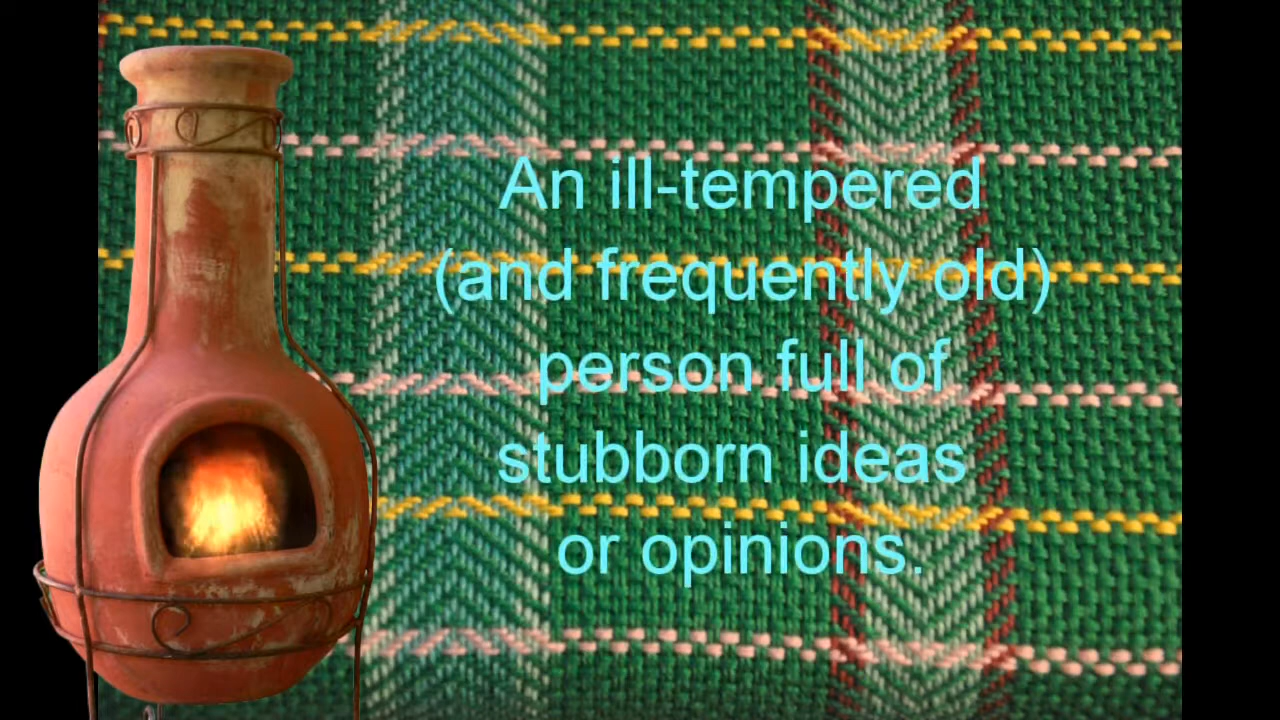 An ill-tempered
(and frequently old)
person full of
stubborn ideas
or opinions.